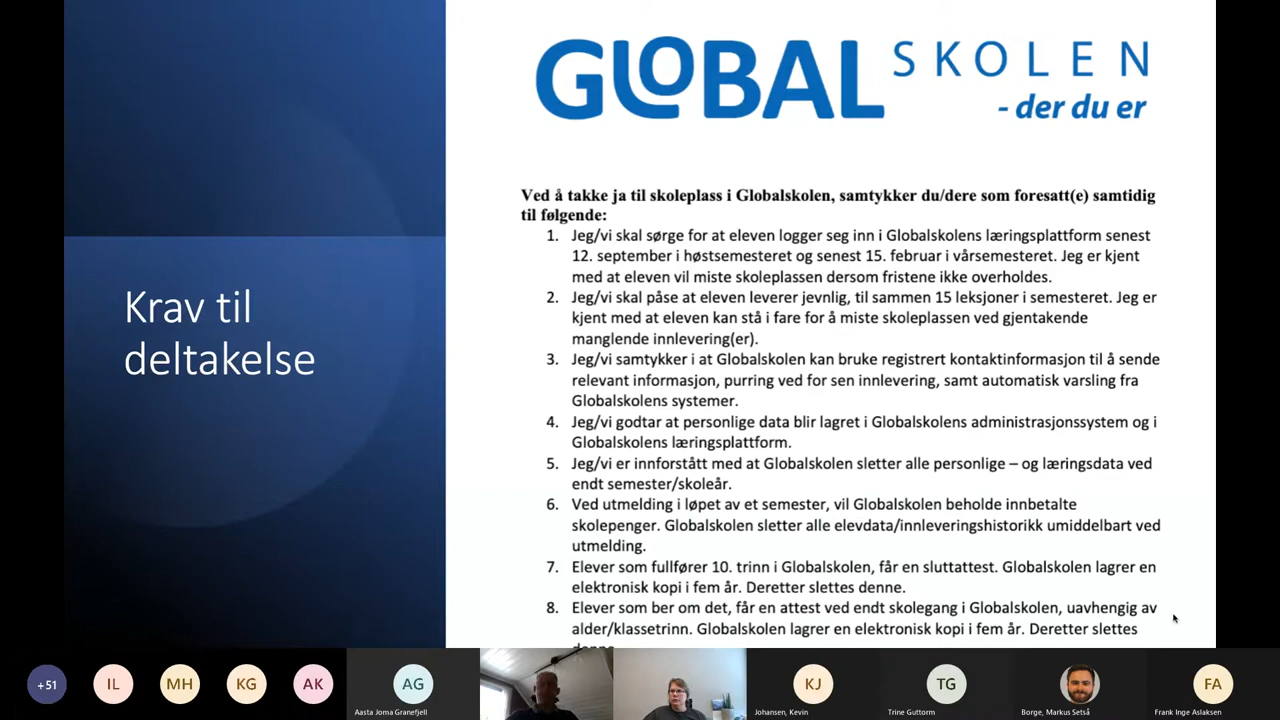 GLOBALSKOLEN
- der du er
Krav til
deltakelse
Ved å takke ja til skoleplass i Globalskolen, samtykker du/dere som foresatt(e) samtidig
til følgende:
1. Jeg/vi skal sørge for at eleven logger seg inn i Globalskolens læringsplattform senest
12. september i høstsemesteret og senest 15. februar i vårsemesteret. Jeg er kjent
med at eleven vil miste skoleplassen dersom fristene ikke overholdes.
2. Jeg/vi skal påse at eleven leverer jevnlig, til sammen 15 leksjoner i semesteret. Jeg er
kjent med at eleven kan stå i fare for å miste skoleplassen ved gjentakende
manglende innlevering(er).
3. Jeg/vi samtykker i at Globalskolen kan bruke registrert kontaktinformasjon til å sende
relevant informasjon, purring ved for sen innlevering, samt automatisk varsling fra
Globalskolens systemer.
4. Jeg/vi godtar at personlige data blir lagret i Globalskolens administrasjonssystem og i
Globalskolens læringsplattform.
5. Jeg/vi er innforstått med at Globalskolen sletter alle personlige – og læringsdata ved
endt semester/skoleår.
6. Ved utmelding i løpet av et semester, vil Globalskolen beholde innbetalte
skolepenger. Globalskolen sletter alle elevdata/innleveringshistorikk umiddelbart ved
utmelding.
7. Elever som fullfører 10. trinn i Globalskolen, får en sluttattest. Globalskolen lagrer en
elektronisk kopi i fem år. Deretter slettes denne.
8. Elever som ber om det, får en attest ved endt skolegang i Globalskolen, uavhengig av
alder/klassetrinn. Globalskolen lagrer en elektronisk kopi i fem år. Deretter slettes
+51 IL MH KG AK AG KJ TG FA
Aasta Joma Granefjell Johansen, Kevin Trine Guttorm Borge, Markus Setså Frank Inge Aslaksen